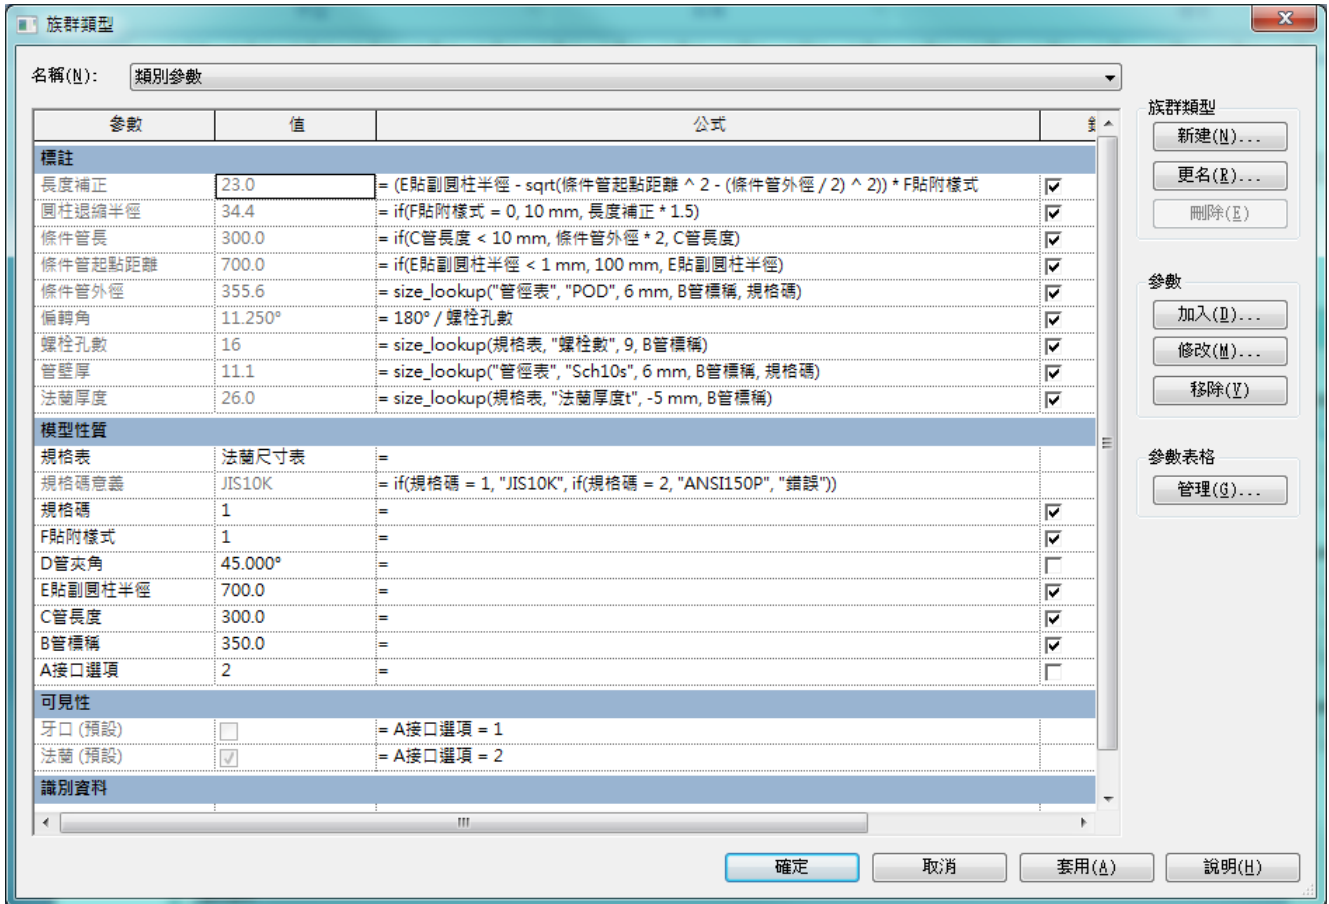 族群類型
名稱(N): 類別參數
參數 值 公式
標註
長度補正 23.0 = (E貼副圓柱半徑 - sqrt(條件管起點距離 ^ 2 - (條件管外徑 / 2) ^ 2)) * F貼附樣式
圓柱退縮半徑 34.4 = if(F貼附樣式 = 0, 10 mm, 長度補正 * 1.5)
條件管長 300.0 = if(C管長度 < 10 mm, 條件管外徑 * 2, C管長度)
條件管起點距離 700.0 = if(E貼副圓柱半徑 < 1 mm, 100 mm, E貼副圓柱半徑)
條件管外徑 355.6 = size_lookup("管徑表", "POD", 6 mm, B管標稱, 規格碼)
偏轉角 11.250° = 180° / 螺栓孔數
螺栓孔數 16 = size_lookup(規格表, "螺栓數", 9, B管標稱)
管壁厚 11.1 = size_lookup("管徑表", "Sch10s", 6 mm, B管標稱, 規格碼)
法蘭厚度 26.0 = size_lookup(規格表, "法蘭厚度t", -5 mm, B管標稱)
模型性質
規格表 法蘭尺寸表 =
規格碼意義 JIS10K = if(規格碼 = 1, "JIS10K", if(規格碼 = 2, "ANSI150P", "錯誤"))
規格碼 1 =
F貼附樣式 1 =
D管夾角 45.000° =
E貼副圓柱半徑 700.0 =
C管長度 300.0 =
B管標稱 350.0 =
A接口選項 2 =
可見性
牙口 (預設) = A接口選項 = 1
法蘭 (預設) = A接口選項 = 2
識別資料
族群類型
新建(N)...
更名(R)...
刪除(E)
參數
加入(D)...
修改(M)...
移除(V)
參數表格
管理(G)...
確定 取消 套用(A) 說明(H)